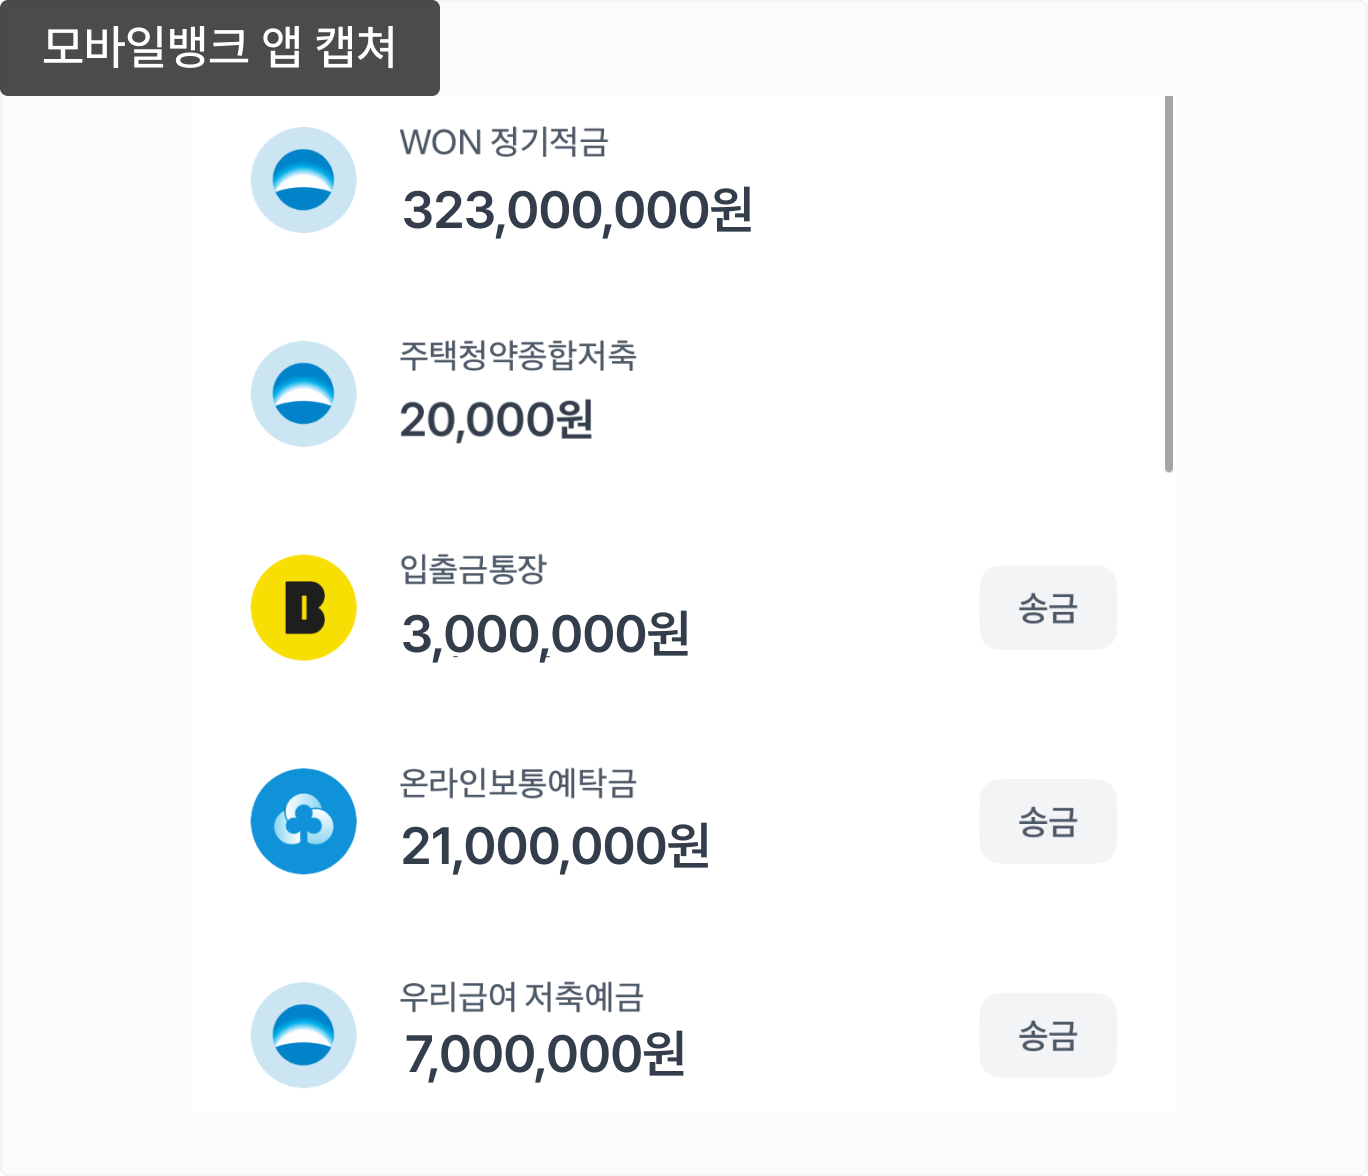 모바일뱅크 앱 캡쳐
WON 정기적금
323,000,000원
주택청약종합저축
20,000원
B
입출금통장
3,000,000원
송금
온라인보통예탁금
21,000,000원
송금
우리급여 저축예금
7,000,000원
송금